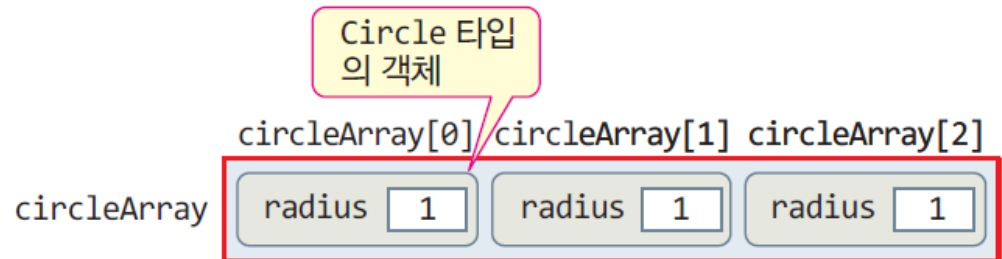 Circle 타입
의 객체
circleArray[0] circleArray[1] circleArray[2]
circleArray radius 1 radius 1 radius 1